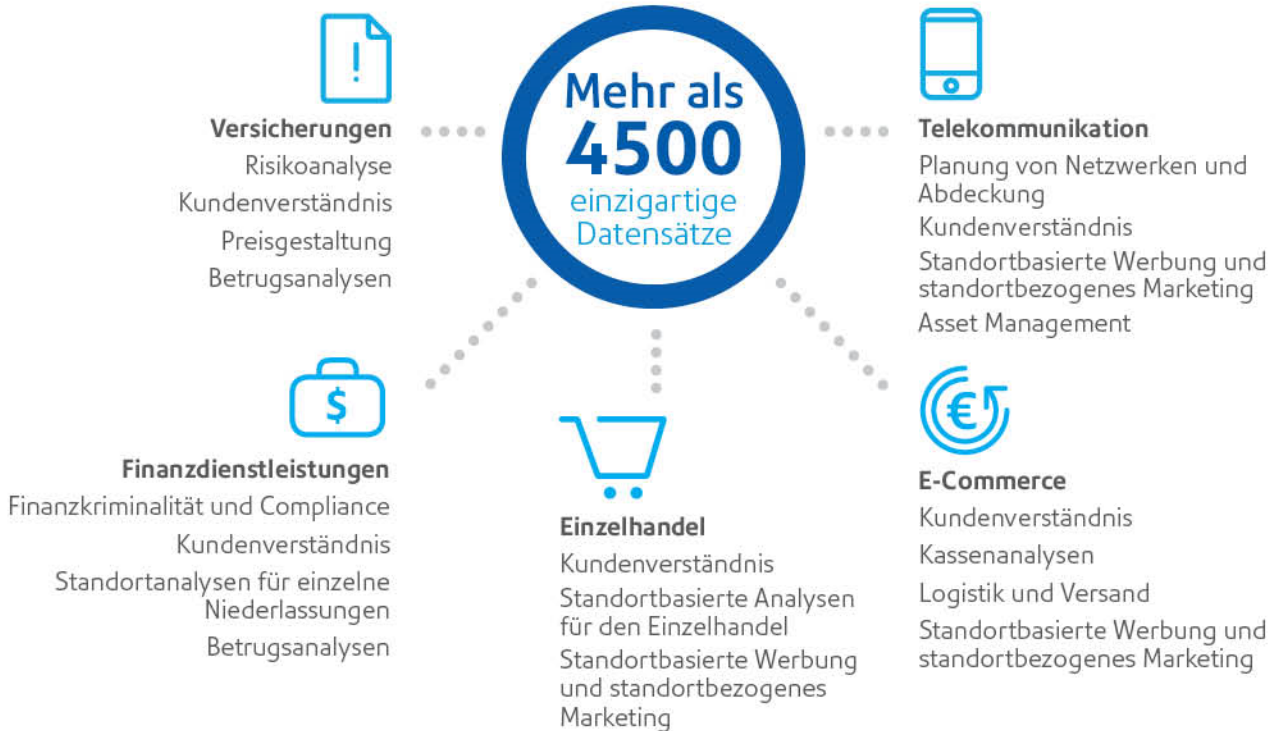 Mehr als
4500
einzigartige
Datensätze
Versicherungen
Risikoanalyse
Kundenverständnis
Preisgestaltung
Betrugsanalysen
Telekommunikation
Planung von Netzwerken und
Abdeckung
Kundenverständnis
Standortbasierte Werbung und
standortbezogenes Marketing
Asset Management
$
Finanzdienstleistungen
Finanzkriminalität und Compliance
Kundenverständnis
Standortanalysen für einzelne
Niederlassungen
Betrugsanalysen
Einzelhandel
Kundenverständnis
Standortbasierte Analysen
für den Einzelhandel
Standortbasierte Werbung
und standortbezogenes
Marketing
€
E-Commerce
Kundenverständnis
Kassenanalysen
Logistik und Versand
Standortbasierte Werbung und
standortbezogenes Marketing